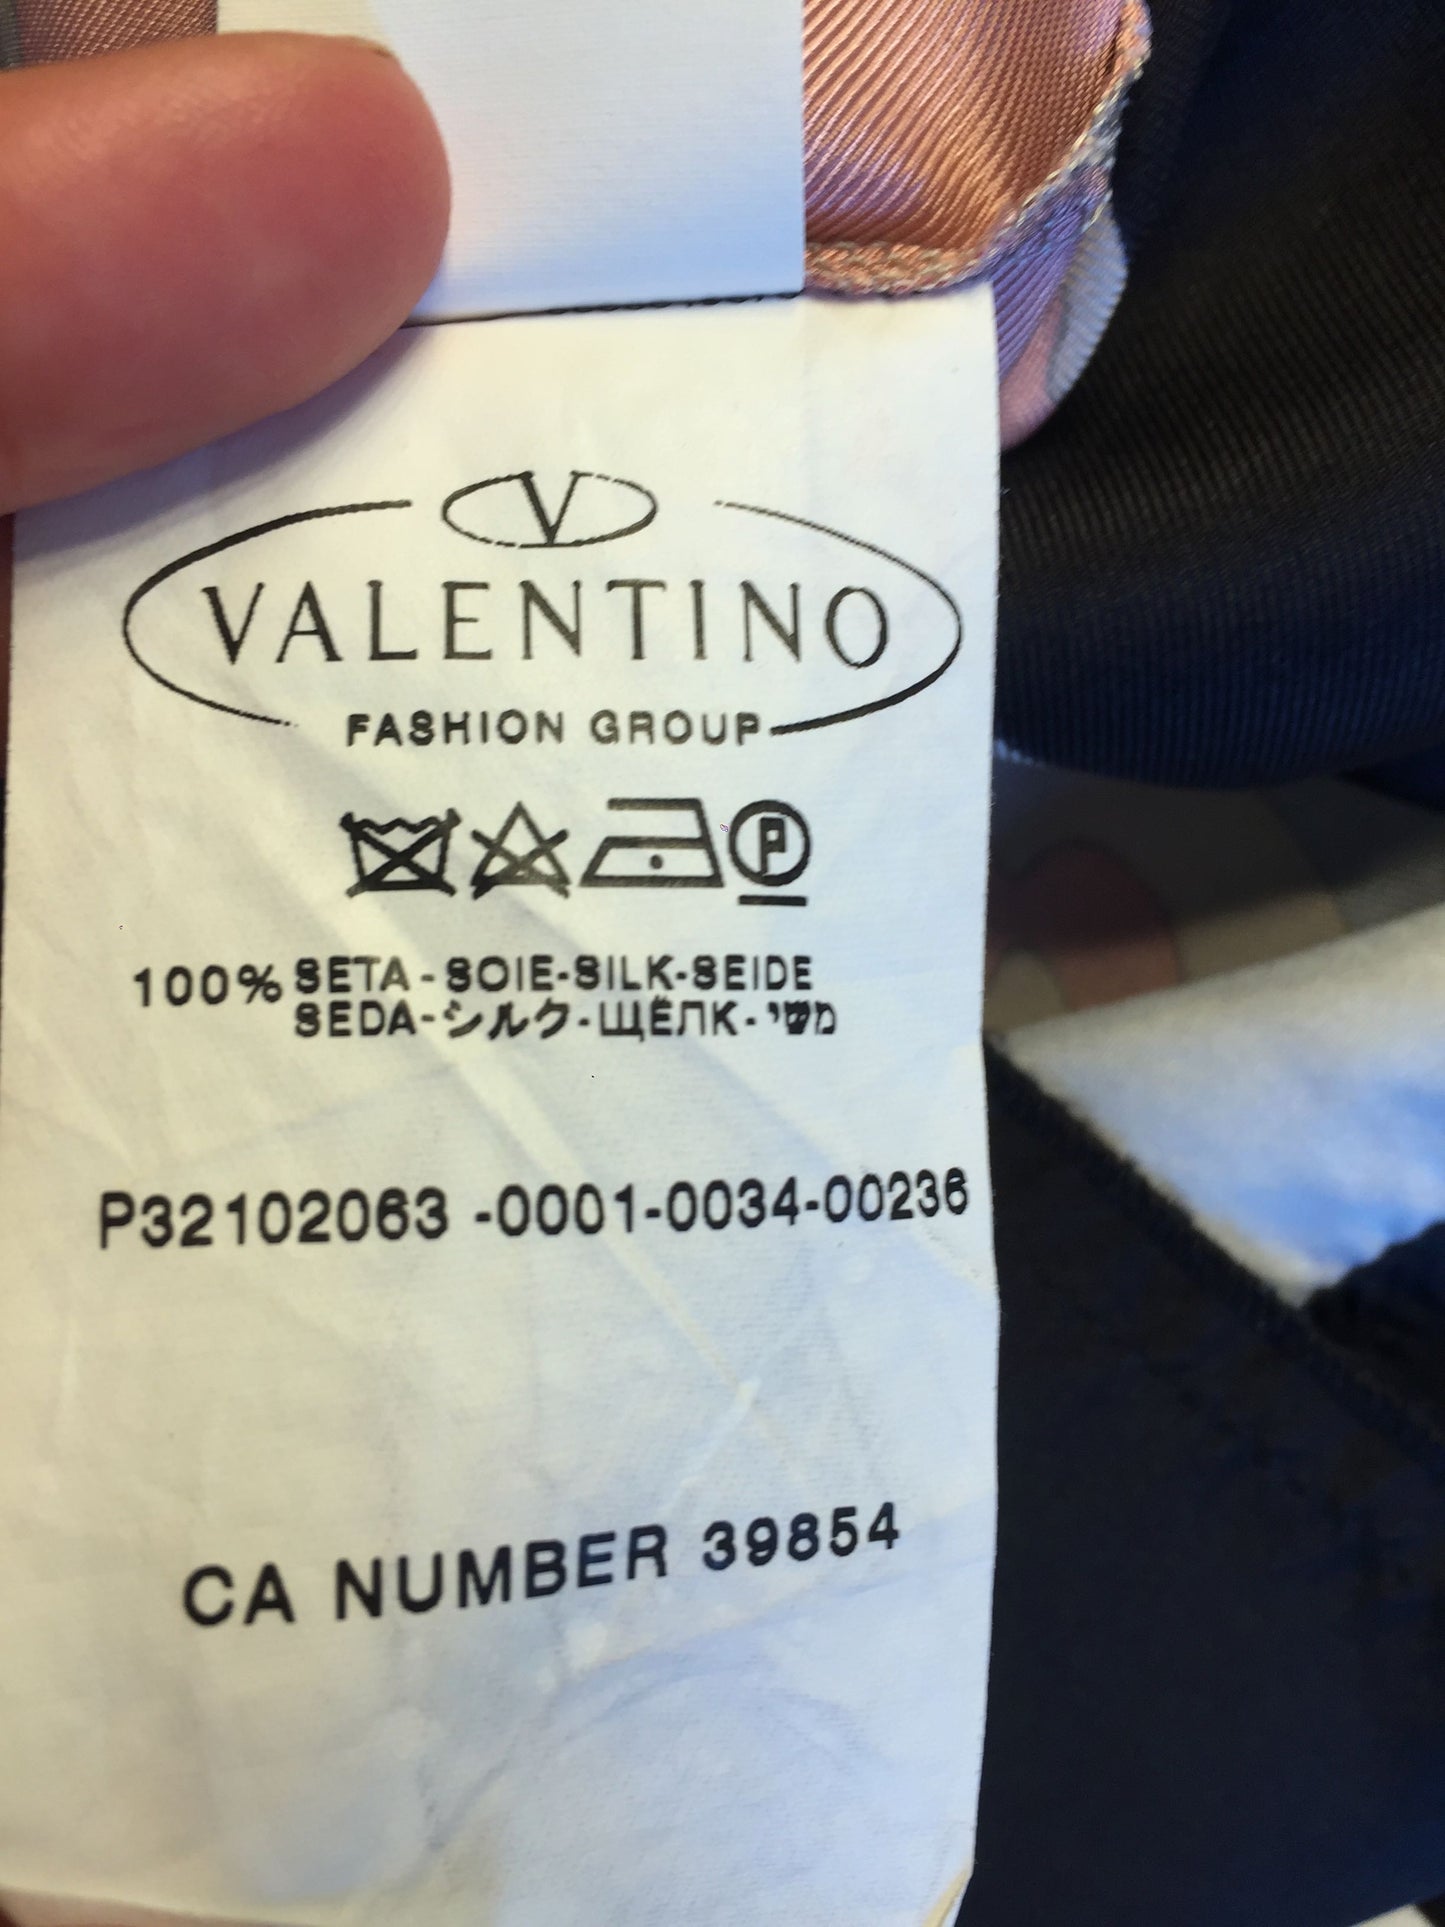 V
VALENTINO
FASHION GROUP
P
100% SETA - SOIE-SILK-SEIDE
SEDA-シルク-ЩЁЛК-משי
P32102063 -0001-0034-00236
CA NUMBER 39854